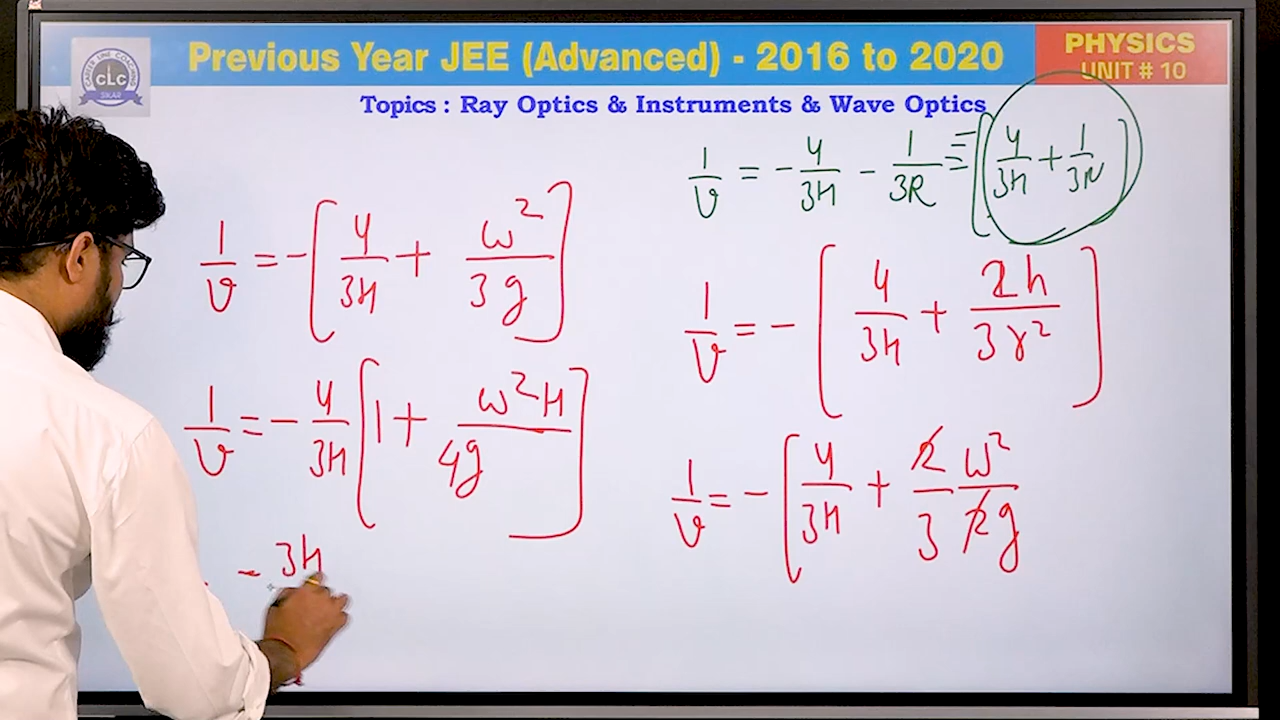 Previous Year JEE (Advanced) - 2016 to 2020
PHYSICS
UNIT # 10
CAREER LINE COACHING
CLC
SIKAR
Topics : Ray Optics & Instruments & Wave Optics
1/v = -4/3H - 1/3R = -[4/3H + 1/3R]
1/v = -[4/3H + 2h/3r²]
1/v = -[4/3H + 2/3 ω²/2g
1/v = -[4/3H + ω²/3g]
1/v = -4/3H [1 + ω²H/4g]
- 3H